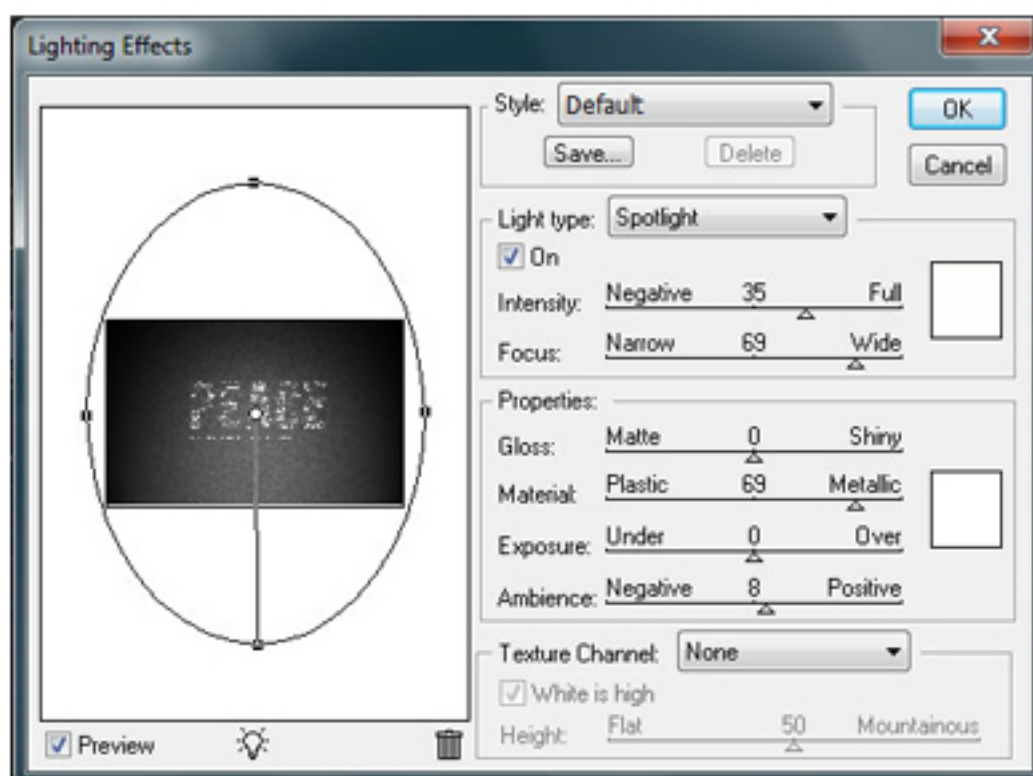 Lighting Effects
Style: Default
OK
Save...
Delete
Cancel
Light type: Spotlight
On
Intensity: Negative 35 Full
Focus: Narrow 69 Wide
Properties:
Gloss: Matte 0 Shiny
Material: Plastic 69 Metallic
Exposure: Under 0 Over
Ambience: Negative 8 Positive
Texture Channel: None
White is high
Height: Flat 50 Mountainous
Preview